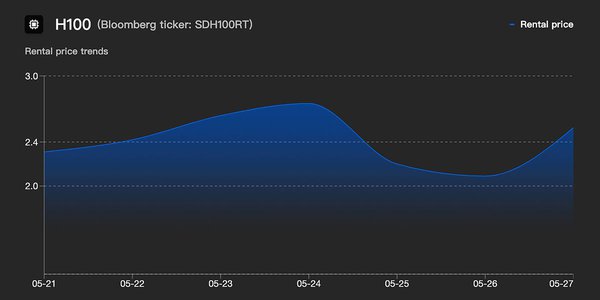 H100 (Bloomberg ticker: SDH100RT)
Rental price
Rental price trends
3.0
2.4
2.0
05-21 05-22 05-23 05-24 05-25 05-26 05-27